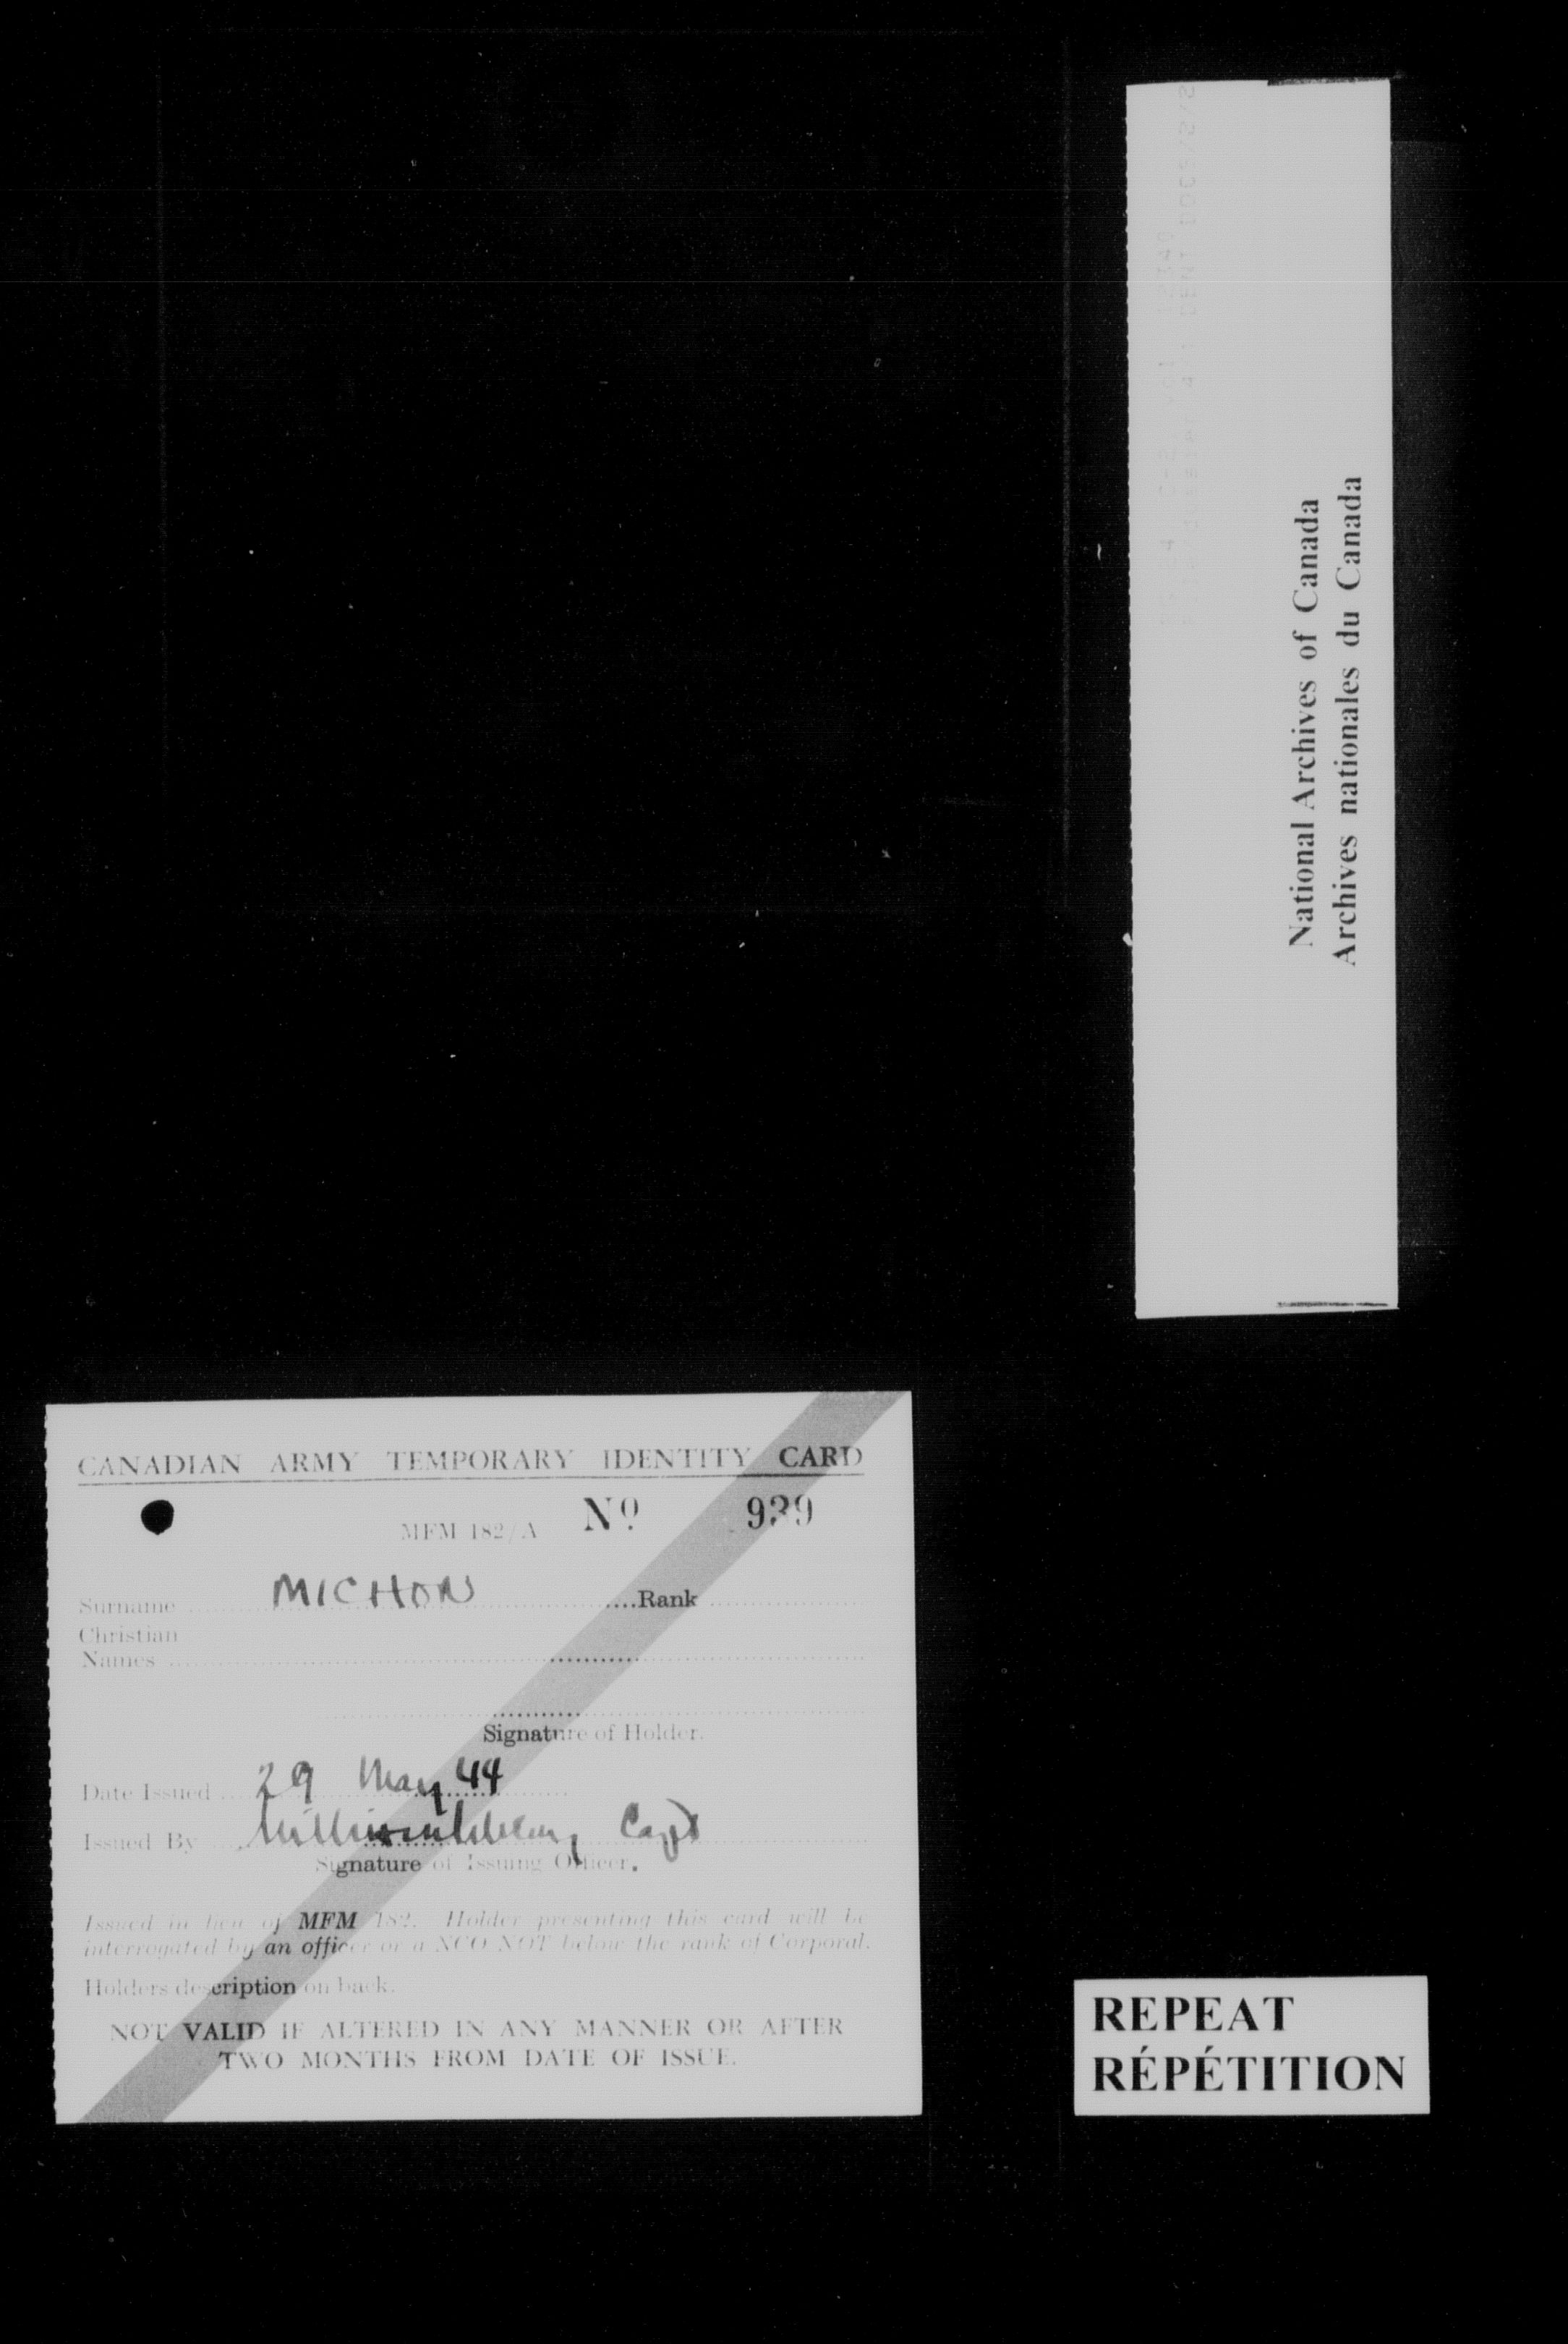 National Archives of Canada
Archives nationales du Canada
CANADIAN ARMY TEMPORARY IDENTITY CARD
MFM 182/A Nº 939
Surname MICHON Rank
Christian
Names
Signature of Holder.
Date Issued 29 May 44
Issued By Capt
Signature of Issuing Officer.
Issued in lieu of MFM 182. Holder presenting this card will be
interrogated by an officer or a NCO NOT below the rank of Corporal.
Holders description on back.
NOT VALID IF ALTERED IN ANY MANNER OR AFTER
TWO MONTHS FROM DATE OF ISSUE.
REPEAT
RÉPÉTITION